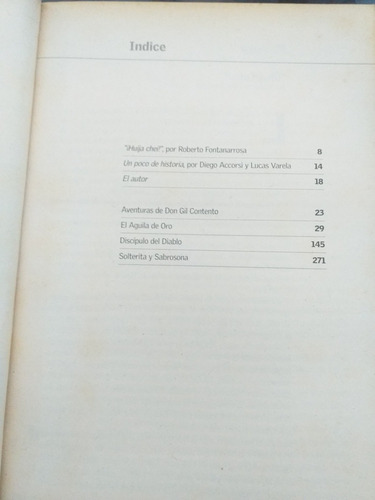 Indice
"¡Huija chei!", por Roberto Fontanarrosa 8
Un poco de historia, por Diego Accorsi y Lucas Varela 14
El autor 18
Aventuras de Don Gil Contento 23
El Aguila de Oro 29
Discípulo del Diablo 145
Solterita y Sabrosona 271